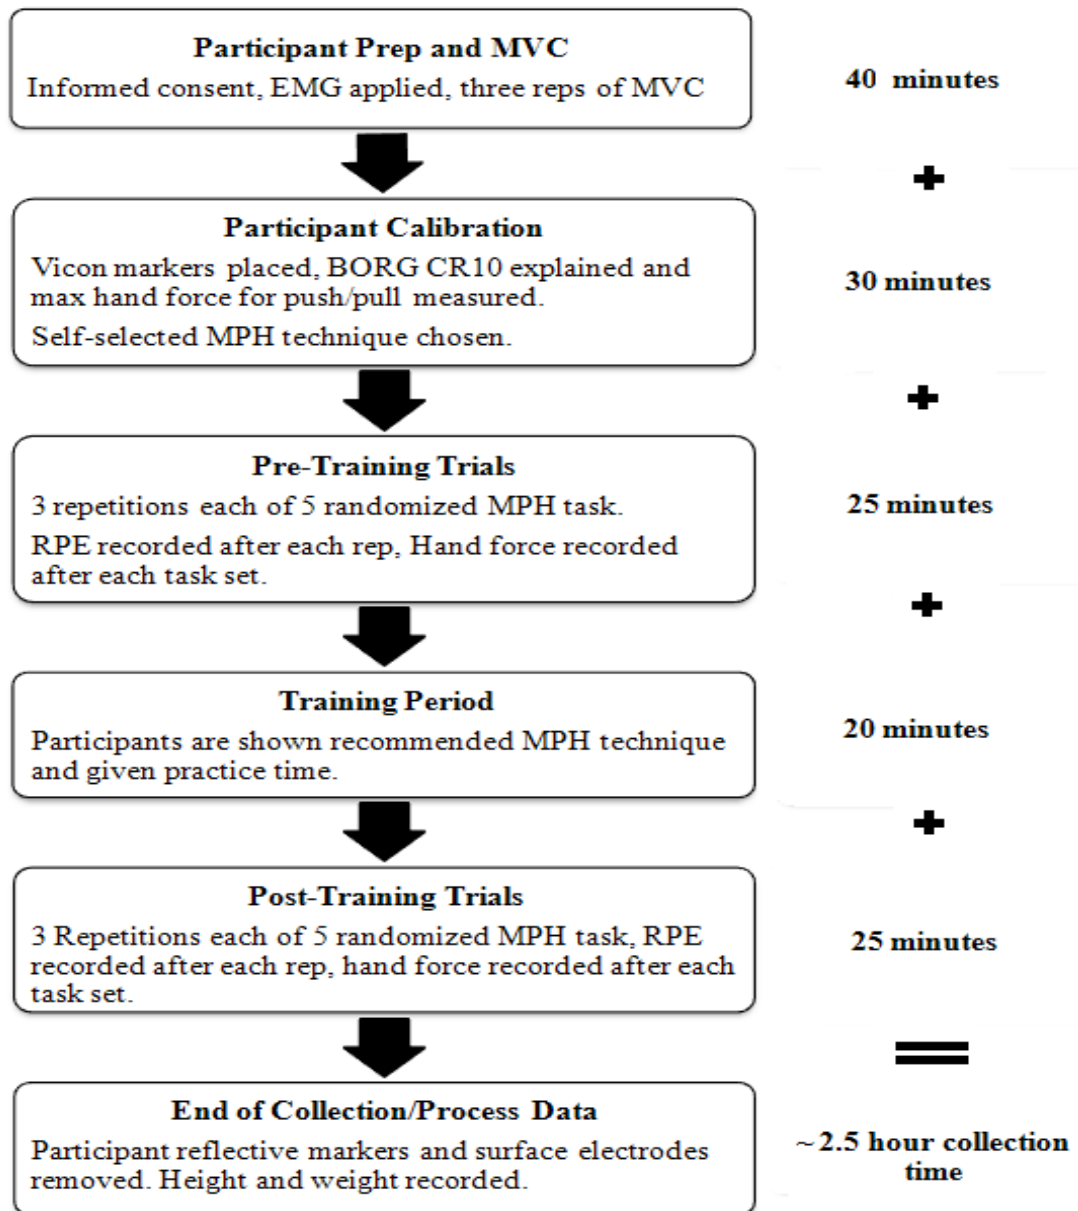 Participant Prep and MVC
Informed consent, EMG applied, three reps of MVC
40 minutes
+
Participant Calibration
Vicon markers placed, BORG CR10 explained and
max hand force for push/pull measured.
Self-selected MPH technique chosen.
30 minutes
+
Pre-Training Trials
3 repetitions each of 5 randomized MPH task.
RPE recorded after each rep, Hand force recorded
after each task set.
25 minutes
+
Training Period
Participants are shown recommended MPH technique
and given practice time.
20 minutes
+
Post-Training Trials
3 Repetitions each of 5 randomized MPH task, RPE
recorded after each rep, hand force recorded after each
task set.
25 minutes
=
End of Collection/Process Data
Participant reflective markers and surface electrodes
removed. Height and weight recorded.
~2.5 hour collection
time